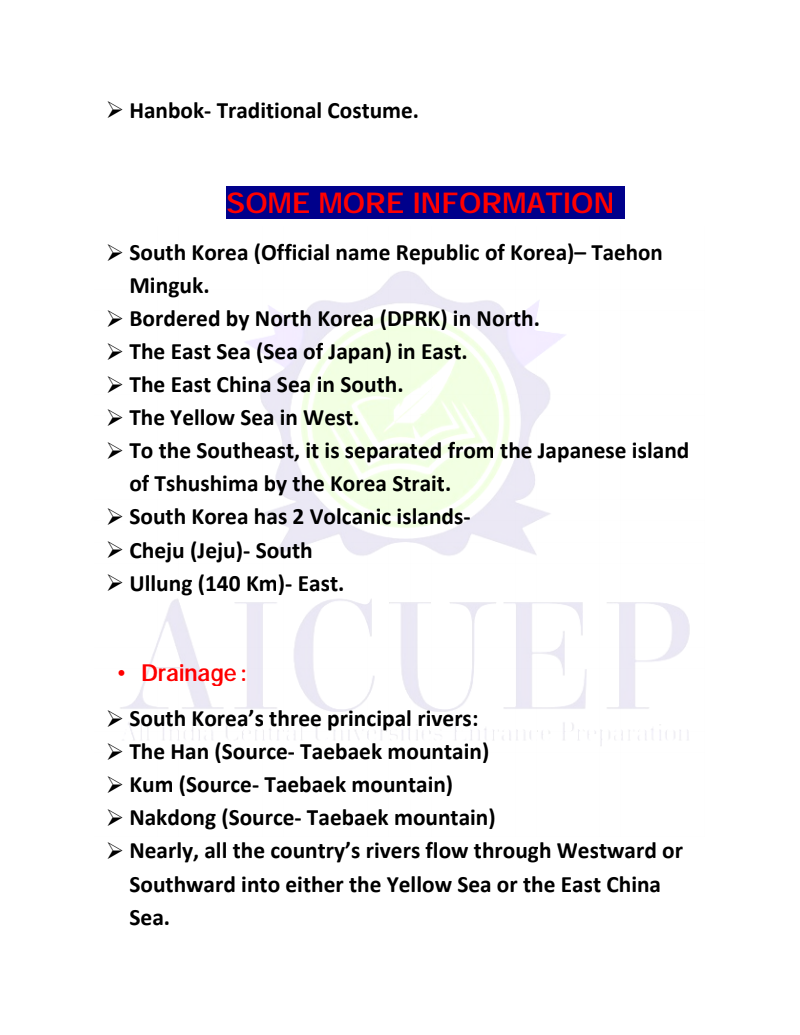 ➢ Hanbok- Traditional Costume.
SOME MORE INFORMATION
➢ South Korea (Official name Republic of Korea)– Taehon
Minguk.
➢ Bordered by North Korea (DPRK) in North.
➢ The East Sea (Sea of Japan) in East.
➢ The East China Sea in South.
➢ The Yellow Sea in West.
➢ To the Southeast, it is separated from the Japanese island
of Tshushima by the Korea Strait.
➢ South Korea has 2 Volcanic islands-
➢ Cheju (Jeju)- South
➢ Ullung (140 Km)- East.
AICUEP
• Drainage :
➢ South Korea’s three principal rivers:
All India Central Universities Entrance Preparation
➢ The Han (Source- Taebaek mountain)
➢ Kum (Source- Taebaek mountain)
➢ Nakdong (Source- Taebaek mountain)
➢ Nearly, all the country’s rivers flow through Westward or
Southward into either the Yellow Sea or the East China
Sea.